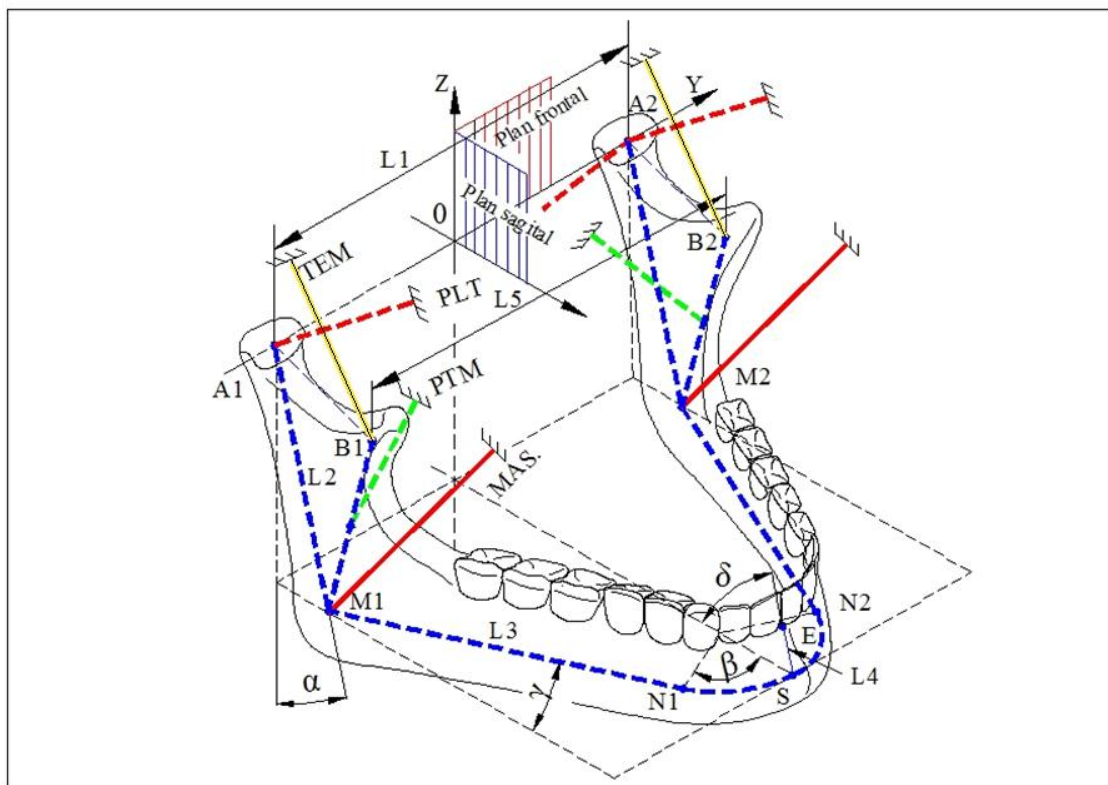 Z
Plan frontal
A2
Y
L1
Plan sagital
0
TEM
B2
PLT
L5
A1
PTM
M2
B1
L2
MAS.
δ
M1
N2
L3
E
β
L4
α
γ
N1
S